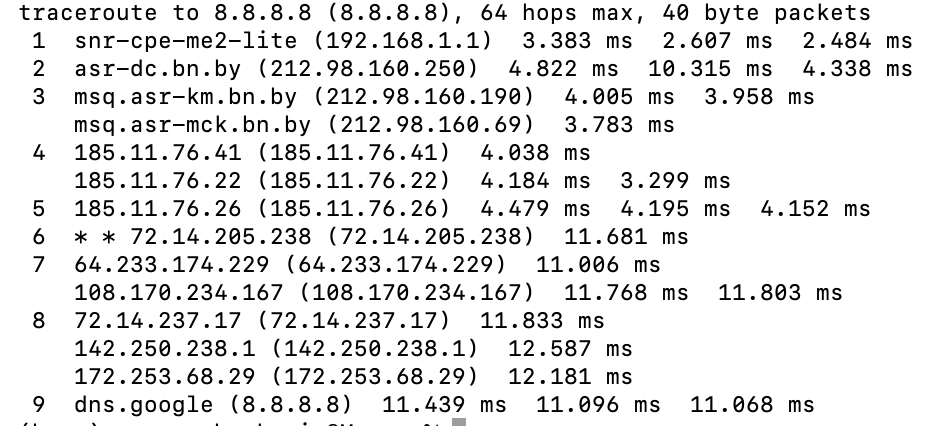 traceroute to 8.8.8.8 (8.8.8.8), 64 hops max, 40 byte packets
1 snr-cpe-me2-lite (192.168.1.1) 3.383 ms 2.607 ms 2.484 ms
2 asr-dc.bn.by (212.98.160.250) 4.822 ms 10.315 ms 4.338 ms
3 msq.asr-km.bn.by (212.98.160.190) 4.005 ms 3.958 ms
msq.asr-mck.bn.by (212.98.160.69) 3.783 ms
4 185.11.76.41 (185.11.76.41) 4.038 ms
185.11.76.22 (185.11.76.22) 4.184 ms 3.299 ms
5 185.11.76.26 (185.11.76.26) 4.479 ms 4.195 ms 4.152 ms
6 * * 72.14.205.238 (72.14.205.238) 11.681 ms
7 64.233.174.229 (64.233.174.229) 11.006 ms
108.170.234.167 (108.170.234.167) 11.768 ms 11.803 ms
8 72.14.237.17 (72.14.237.17) 11.833 ms
142.250.238.1 (142.250.238.1) 12.587 ms
172.253.68.29 (172.253.68.29) 12.181 ms
9 dns.google (8.8.8.8) 11.439 ms 11.096 ms 11.068 ms